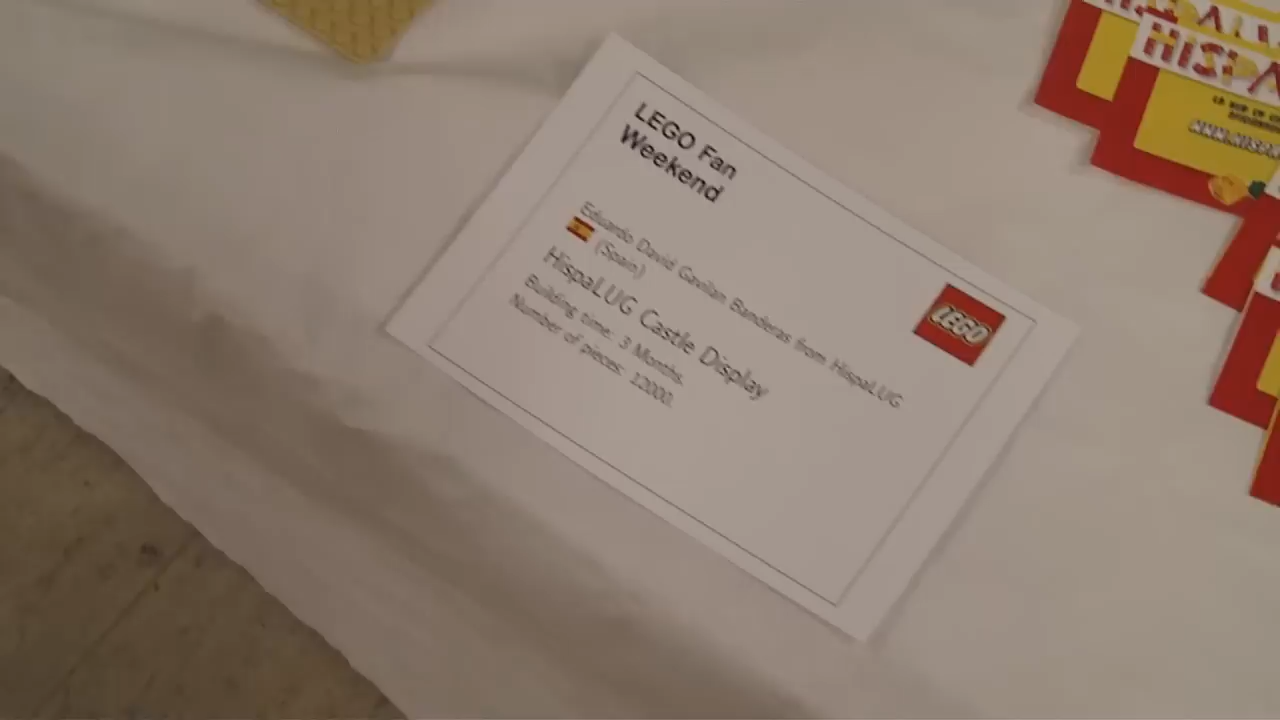 LEGO Fan
Weekend
Eduardo David Gavilan Banderas from HispaLUG
(Spain)
HispaLUG Castle Display
Building time: 3 Months.
Number of pieces: 12000.
LEGO